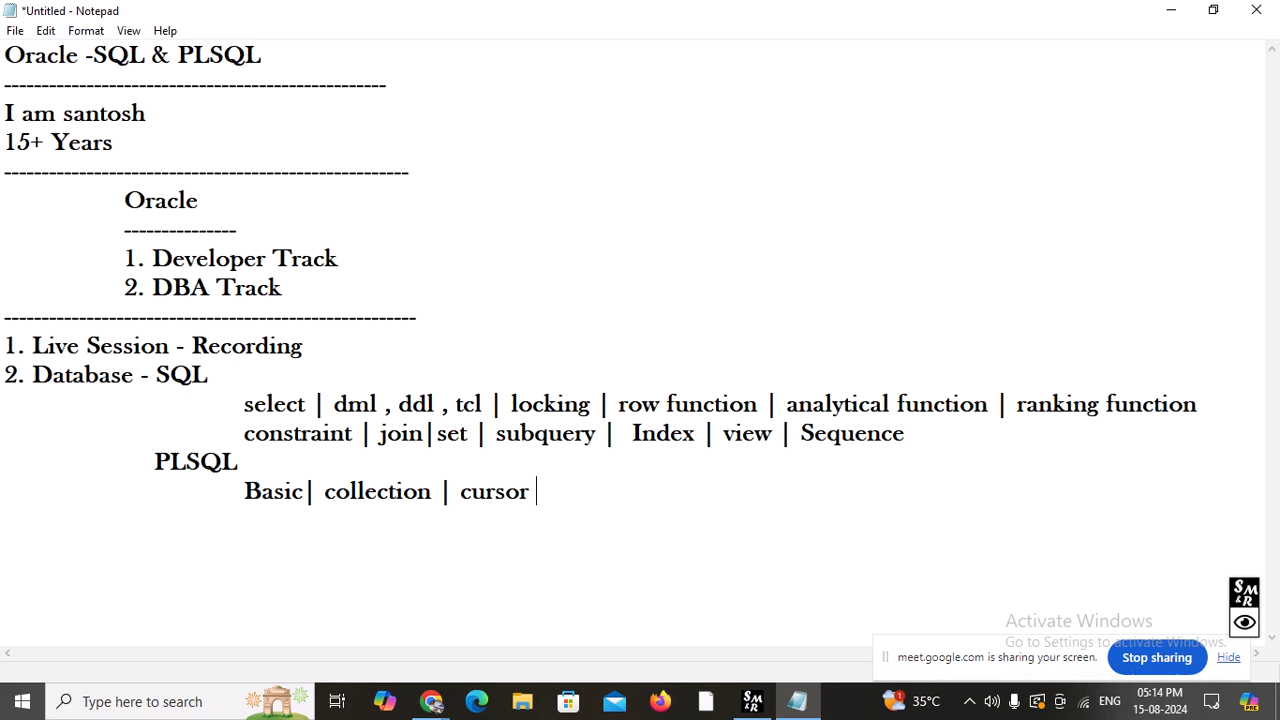 *Untitled - Notepad
File Edit Format View Help
Oracle -SQL & PLSQL
---------------------------------------------------
I am santosh
15+ Years
------------------------------------------------------
Oracle
---------------
1. Developer Track
2. DBA Track
-------------------------------------------------------
1. Live Session - Recording
2. Database - SQL
select | dml , ddl , tcl | locking | row function | analytical function | ranking function
constraint | join|set | subquery | Index | view | Sequence
PLSQL
Basic| collection | cursor
SM
&R
Activate Windows
Go to Settings to activate Windows.
meet.google.com is sharing your screen. Stop sharing Hide
Type here to search
SM
&R
1
35°C
ENG
05:14 PM
15-08-2024
PRE